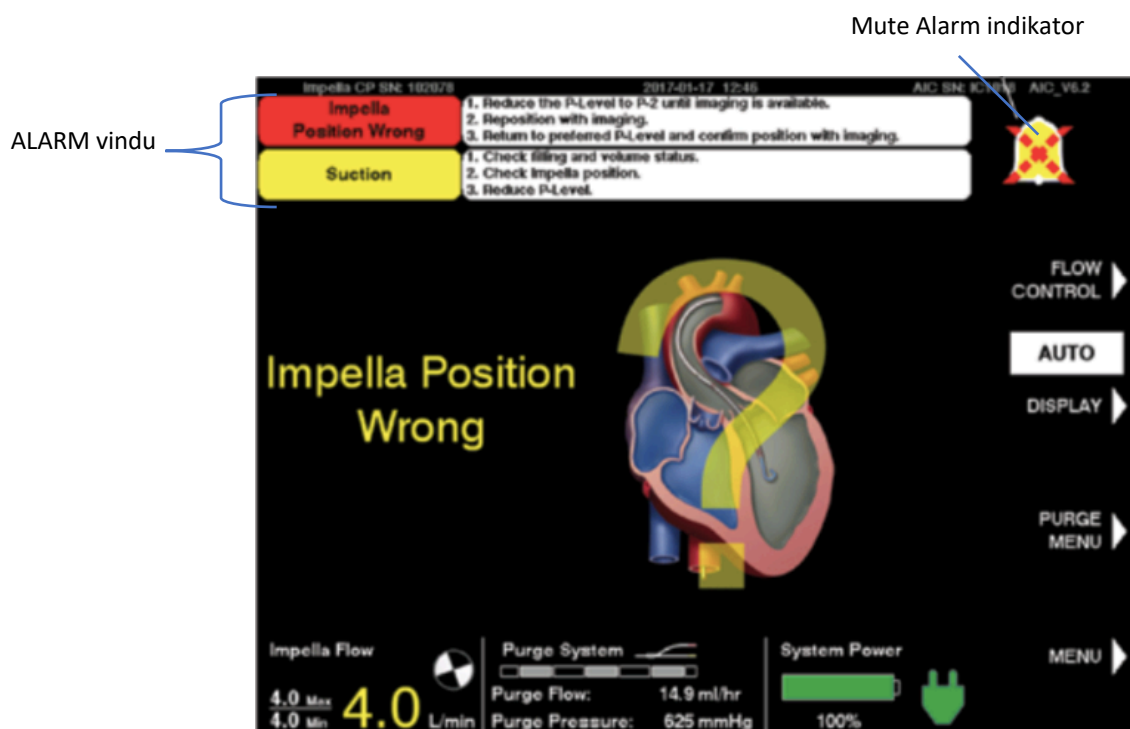 Mute Alarm indikator
ALARM vindu
Impella CP SN: 102078 2017-01-17 12:46 AIC SN: AIC_V6.2
Impella
Position Wrong
1. Reduce the P-Level to P-2 until imaging is available.
2. Reposition with imaging.
3. Return to preferred P-Level and confirm position with imaging.
Suction
1. Check filling and volume status.
2. Check Impella position.
3. Reduce P-Level.
FLOW
CONTROL
AUTO
DISPLAY
PURGE
MENU
MENU
Impella Position
Wrong
Impella Flow
4.0 Max
4.0 Min
4.0 L/min
Purge System
Purge Flow: 14.9 ml/hr
Purge Pressure: 625 mmHg
System Power
100%